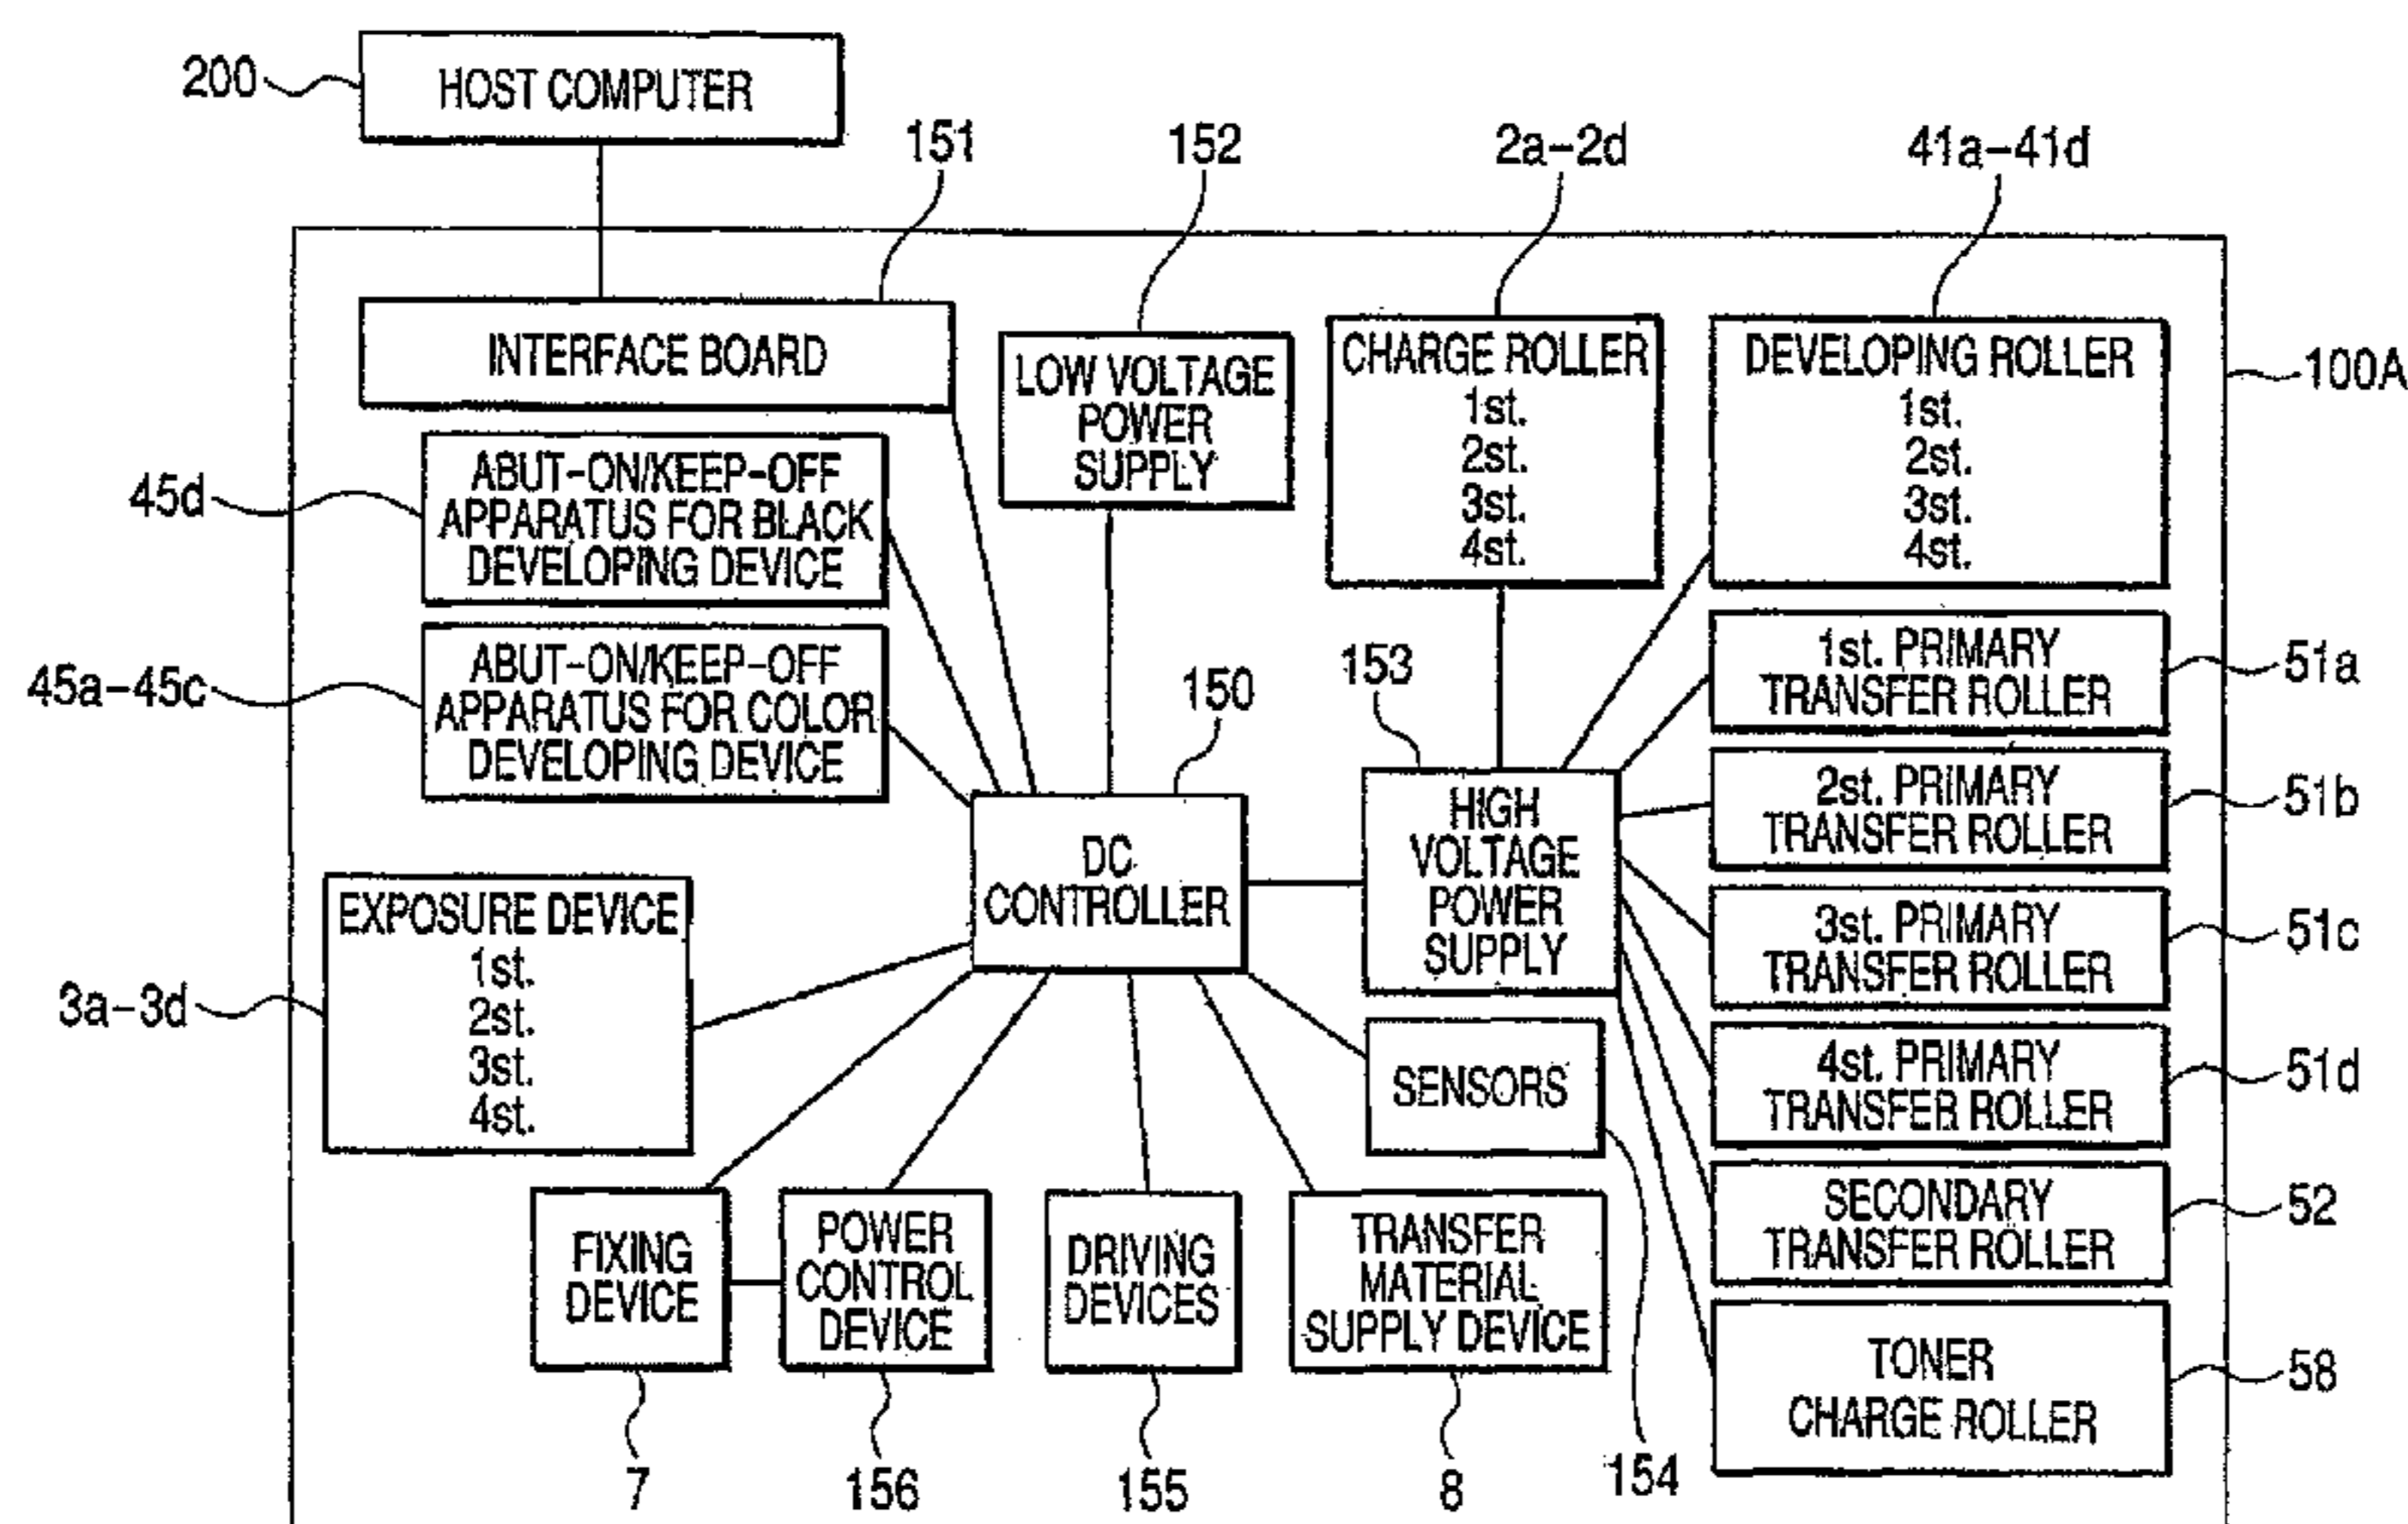 200
HOST COMPUTER
151
152
2a-2d
41a-41d
100A
INTERFACE BOARD
LOW VOLTAGE
POWER
SUPPLY
CHARGE ROLLER
1st.
2st.
3st.
4st.
DEVELOPING ROLLER
1st.
2st.
3st.
4st.
45d
ABUT-ON/KEEP-OFF
APPARATUS FOR BLACK
DEVELOPING DEVICE
45a-45c
ABUT-ON/KEEP-OFF
APPARATUS FOR COLOR
DEVELOPING DEVICE
150
153
1st. PRIMARY
TRANSFER ROLLER
51a
2st. PRIMARY
TRANSFER ROLLER
51b
DC
CONTROLLER
HIGH
VOLTAGE
POWER
SUPPLY
3st. PRIMARY
TRANSFER ROLLER
51c
3a-3d
EXPOSURE DEVICE
1st.
2st.
3st.
4st.
SENSORS
4st. PRIMARY
TRANSFER ROLLER
51d
FIXING
DEVICE
POWER
CONTROL
DEVICE
DRIVING
DEVICES
TRANSFER
MATERIAL
SUPPLY DEVICE
SECONDARY
TRANSFER ROLLER
52
TONER
CHARGE ROLLER
58
7
156
155
8
154